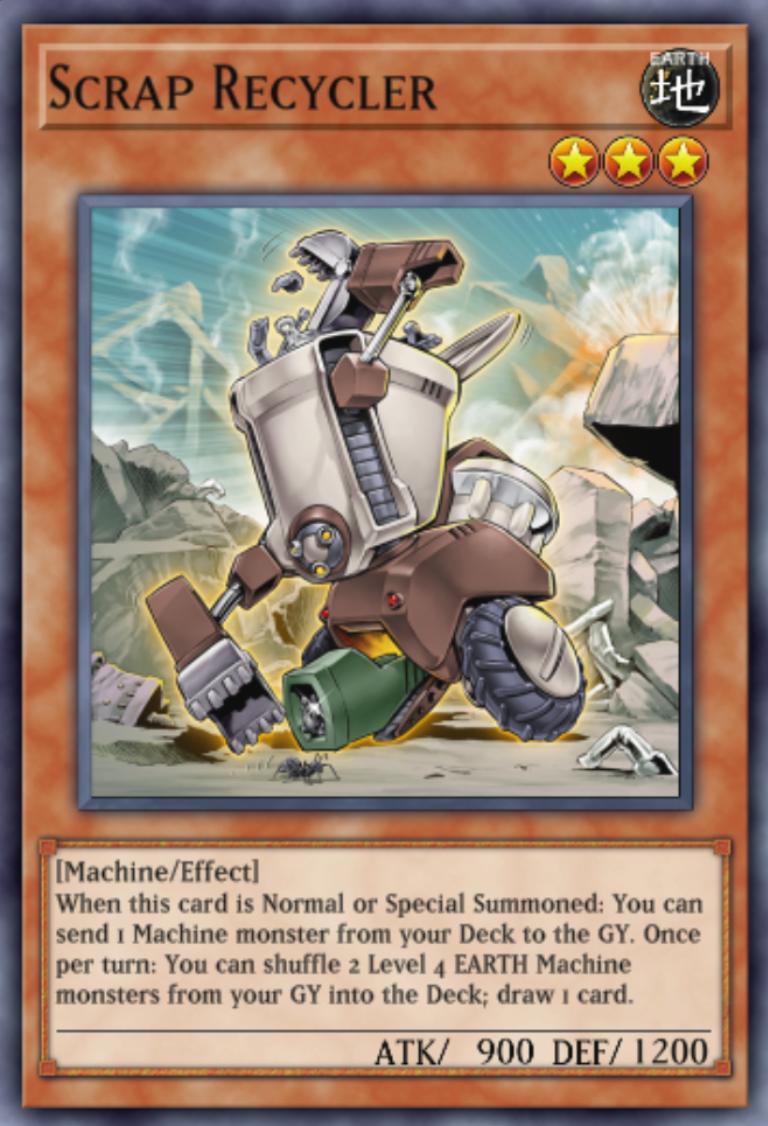 SCRAP RECYCLER
EARTH
地
[Machine/Effect]
When this card is Normal or Special Summoned: You can
send 1 Machine monster from your Deck to the GY. Once
per turn: You can shuffle 2 Level 4 EARTH Machine
monsters from your GY into the Deck; draw 1 card.
ATK/ 900 DEF/ 1200